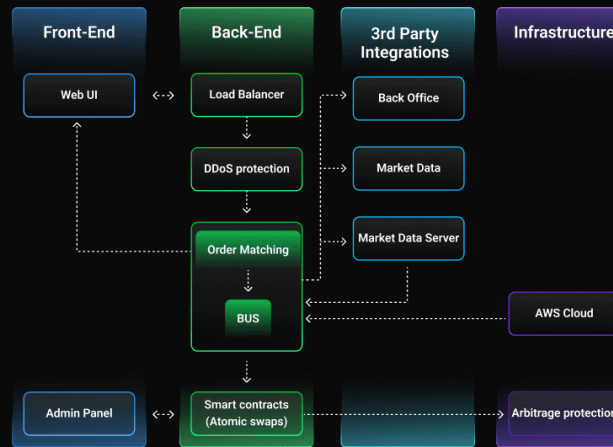 Front-End
Back-End
3rd Party
Integrations
Infrastructure
Web UI
Load Balancer
Back Office
DDoS protection
Market Data
Order Matching
Market Data Server
BUS
AWS Cloud
Admin Panel
Smart contracts
(Atomic swaps)
Arbitrage protection